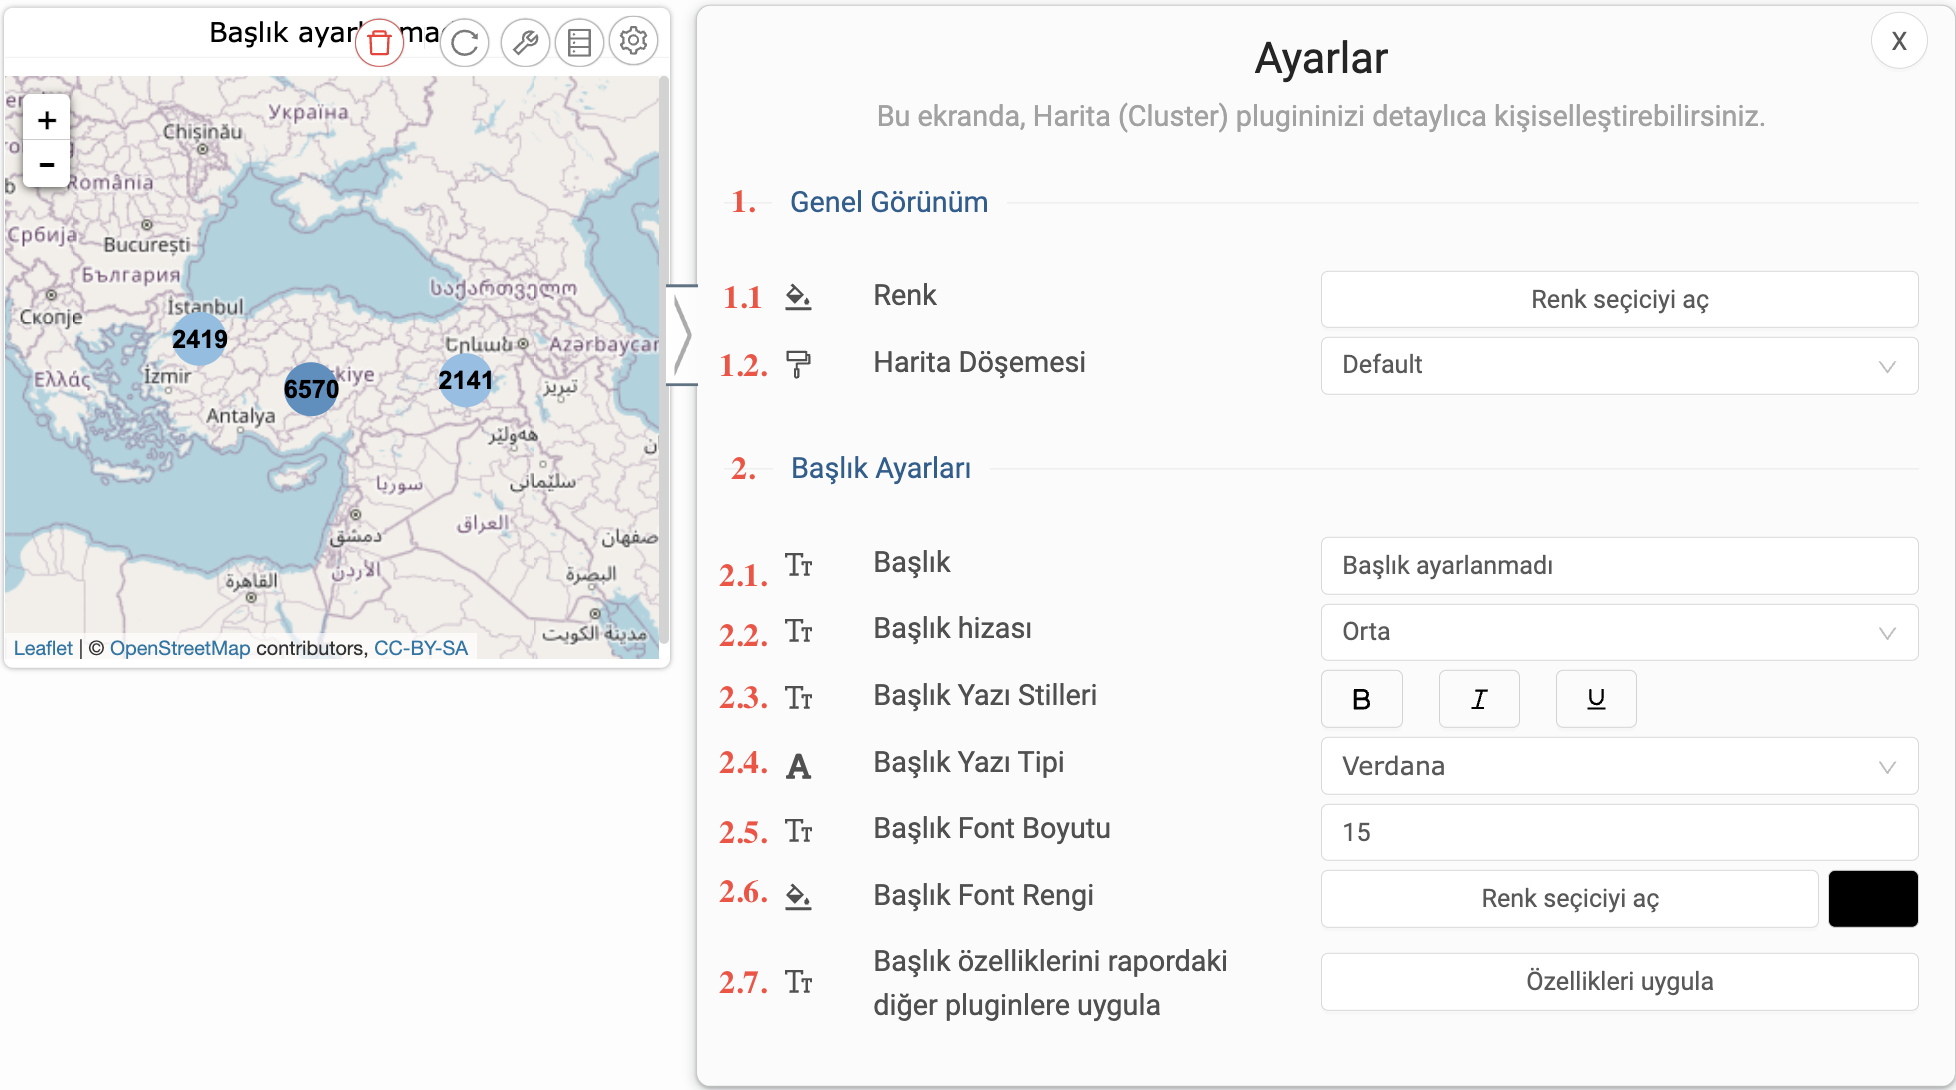 Başlık ayar
ma
+
−
Україна
Chișinău
România
Србија
București
България
İstanbul
Скопје
საქართველო
2419
Երևան
Azərbaycan
Ελλάς
İzmir
6570
kiye
2141
تبریز
Antalya
هەولێر
سوريا
سلێمانی
العراق
دمشق
اصفهان
الأردن
القاهرة
البصرة
مدينة الكويت
Leaflet | © OpenStreetMap contributors, CC-BY-SA
Ayarlar
X
Bu ekranda, Harita (Cluster) plugininizi detaylıca kişiselleştirebilirsiniz.
1. Genel Görünüm
1.1 Renk Renk seçiciyi aç
1.2. Harita Döşemesi Default
2. Başlık Ayarları
2.1. Başlık Başlık ayarlanmadı
2.2. Başlık hizası Orta
2.3. Başlık Yazı Stilleri B I U
2.4. Başlık Yazı Tipi Verdana
2.5. Başlık Font Boyutu 15
2.6. Başlık Font Rengi Renk seçiciyi aç
2.7. Başlık özelliklerini rapordaki
diğer pluginlere uygula Özellikleri uygula